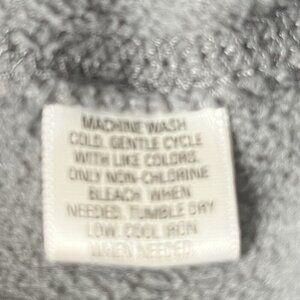 MACHINE WASH
COLD, GENTLE CYCLE
WITH LIKE COLORS.
ONLY NON-CHLORINE
BLEACH WHEN
NEEDED. TUMBLE DRY
LOW. COOL IRON
WHEN NEEDED